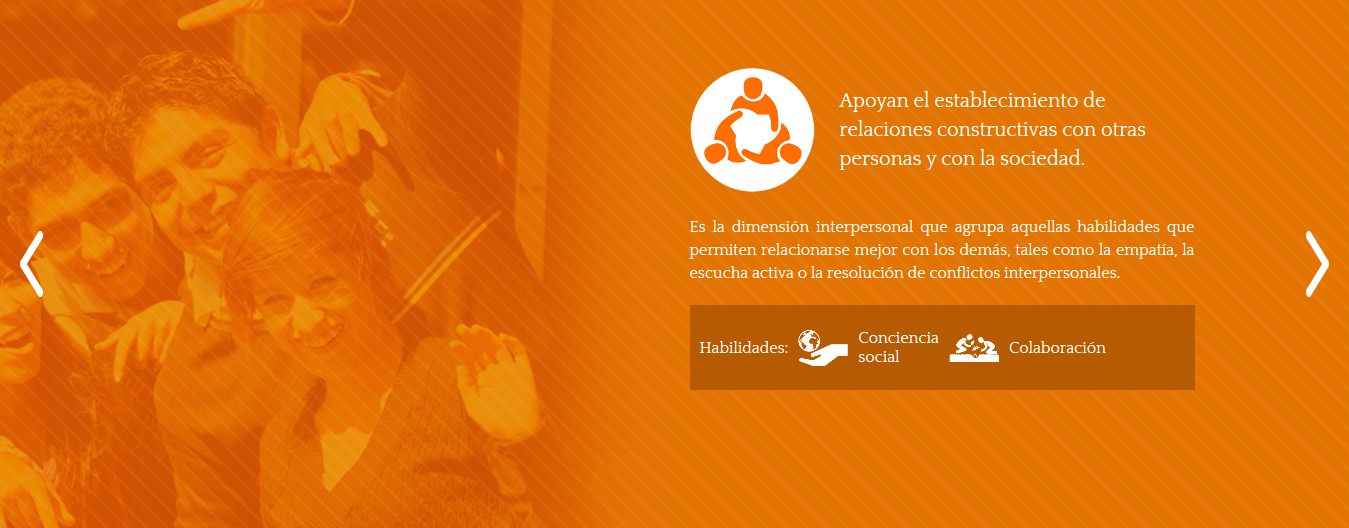 Apoyan el establecimiento de
relaciones constructivas con otras
personas y con la sociedad.
Es la dimensión interpersonal que agrupa aquellas habilidades que
permiten relacionarse mejor con los demás, tales como la empatía, la
escucha activa o la resolución de conflictos interpersonales.
Habilidades:
Conciencia
social
Colaboración